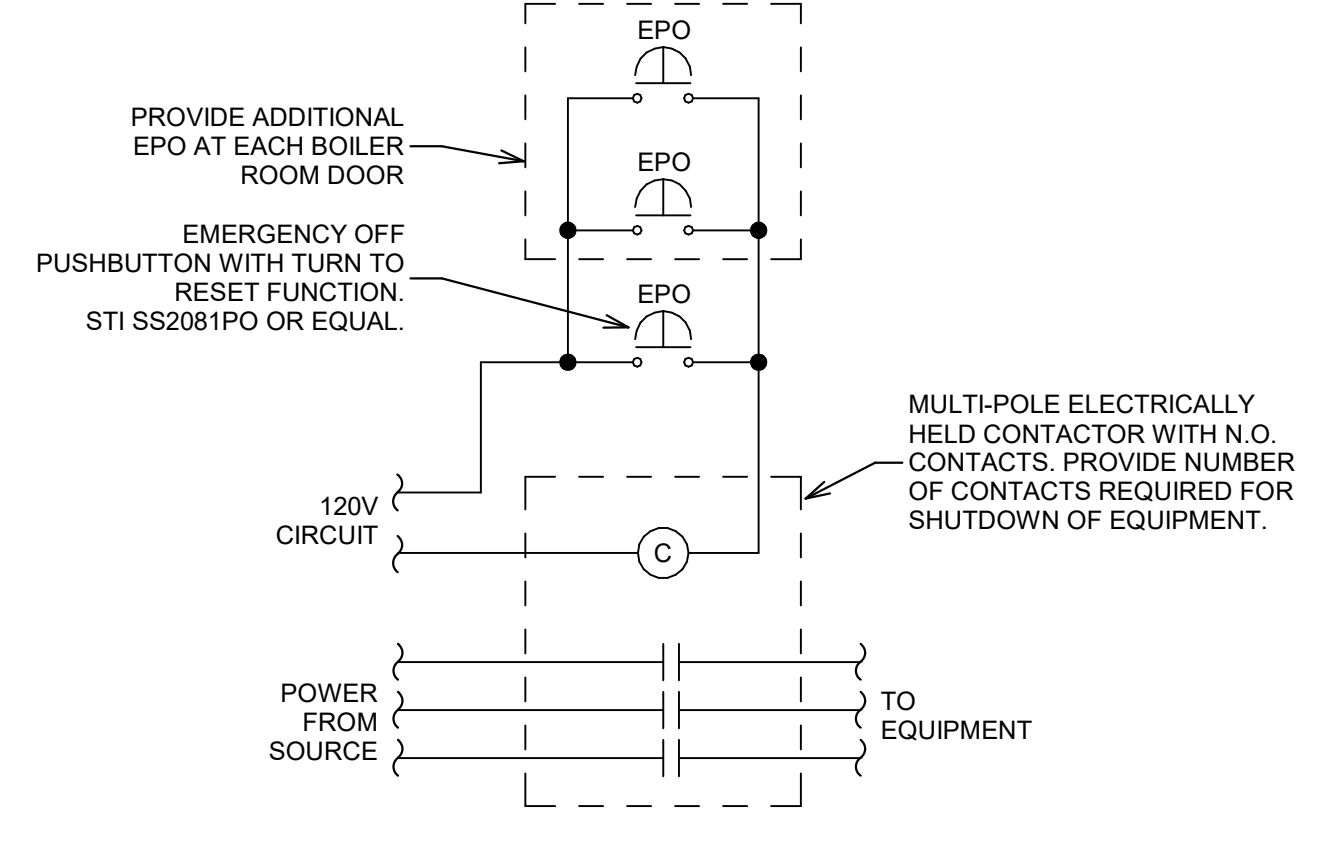 EPO
PROVIDE ADDITIONAL
EPO AT EACH BOILER
ROOM DOOR
EPO
EMERGENCY OFF
PUSHBUTTON WITH TURN TO
RESET FUNCTION.
STI SS2081PO OR EQUAL.
EPO
MULTI-POLE ELECTRICALLY
HELD CONTACTOR WITH N.O.
CONTACTS. PROVIDE NUMBER
OF CONTACTS REQUIRED FOR
SHUTDOWN OF EQUIPMENT.
120V
CIRCUIT
C
POWER
FROM
SOURCE
TO
EQUIPMENT